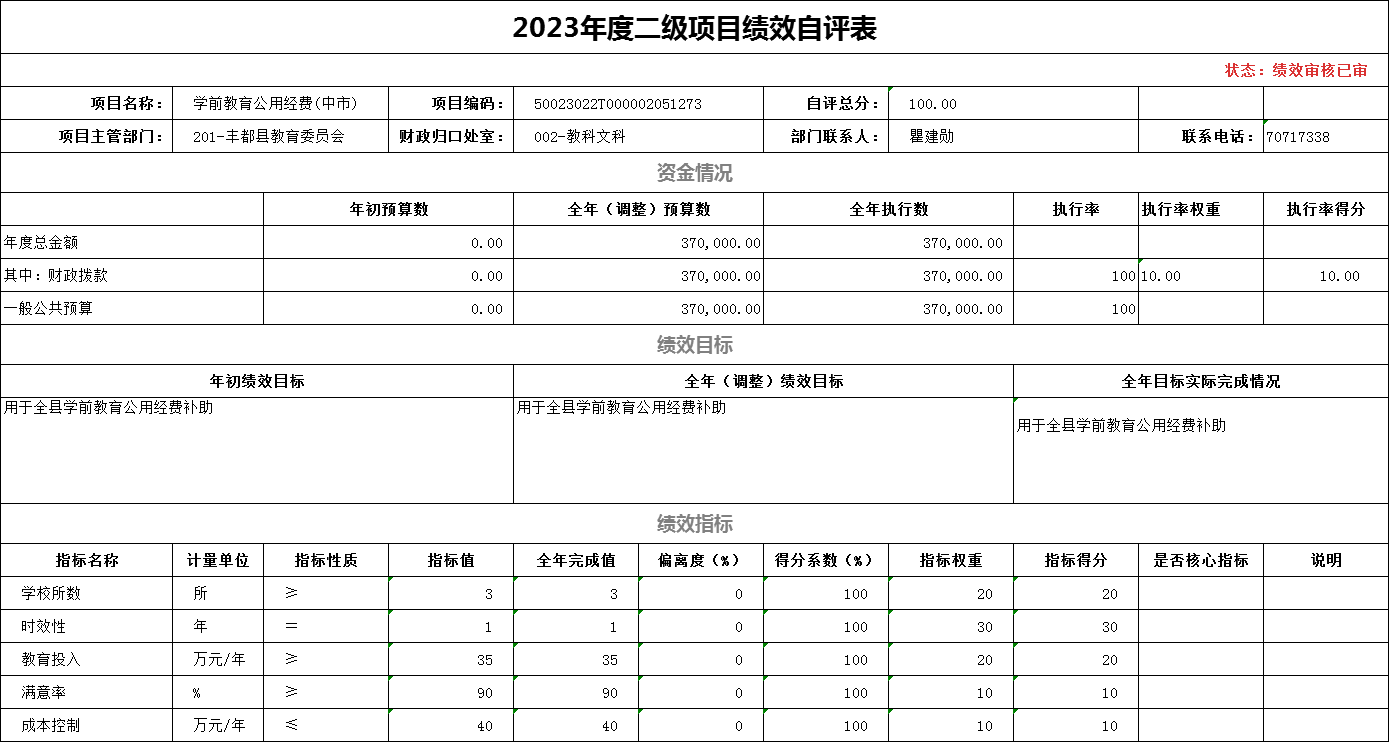 2023年度二级项目绩效自评表
状态：绩效审核已审
项目名称： 学前教育公用经费(中市) 项目编码： 50023022T000002051273 自评总分： 100.00
项目主管部门： 201-丰都县教育委员会 财政归口处室： 002-教科文科 部门联系人： 瞿建勋 联系电话： 70717338
资金情况
年初预算数 全年（调整）预算数 全年执行数 执行率 执行率权重 执行率得分
年度总金额 0.00 370,000.00 370,000.00
其中：财政拨款 0.00 370,000.00 370,000.00 100 10.00 10.00
一般公共预算 0.00 370,000.00 370,000.00 100
绩效目标
年初绩效目标 全年（调整）绩效目标 全年目标实际完成情况
用于全县学前教育公用经费补助 用于全县学前教育公用经费补助 用于全县学前教育公用经费补助
绩效指标
指标名称 计量单位 指标性质 指标值 全年完成值 偏离度（%） 得分系数（%） 指标权重 指标得分 是否核心指标 说明
学校所数 所 ≥ 3 3 0 100 20 20
时效性 年 ＝ 1 1 0 100 30 30
教育投入 万元/年 ≥ 35 35 0 100 20 20
满意率 % ≥ 90 90 0 100 10 10
成本控制 万元/年 ≤ 40 40 0 100 10 10